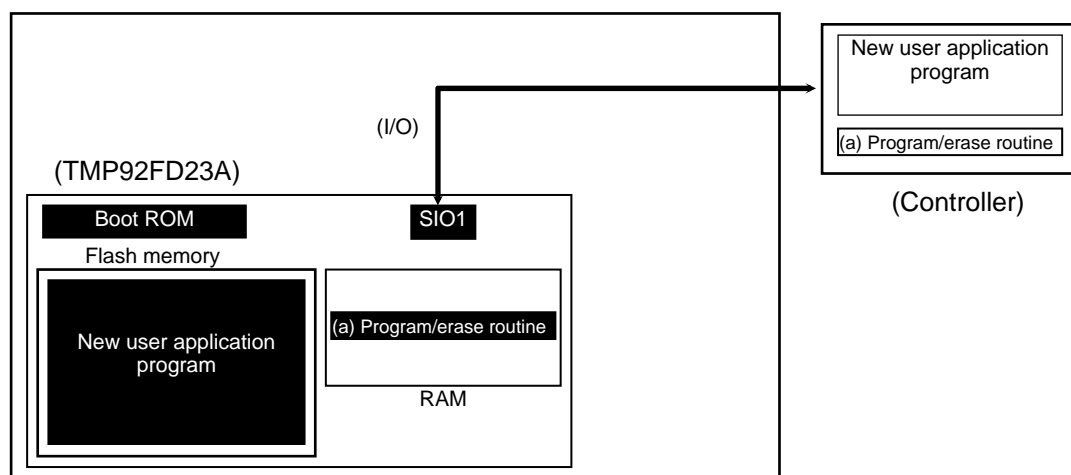 New user application
program
(a) Program/erase routine
(Controller)
(I/O)
(TMP92FD23A)
Boot ROM
SIO1
Flash memory
New user application
program
(a) Program/erase routine
RAM